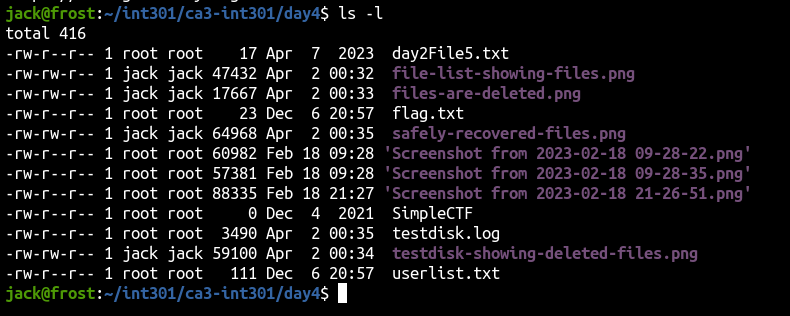 jack@frost:~/int301/ca3-int301/day4$ ls -l
total 416
-rw-r--r-- 1 root root    17 Apr  7  2023  day2File5.txt
-rw-r--r-- 1 jack jack 47432 Apr  2 00:32  file-list-showing-files.png
-rw-r--r-- 1 jack jack 17667 Apr  2 00:33  files-are-deleted.png
-rw-r--r-- 1 root root    23 Dec  6 20:57  flag.txt
-rw-r--r-- 1 jack jack 64968 Apr  2 00:35  safely-recovered-files.png
-rw-r--r-- 1 root root 60982 Feb 18 09:28 'Screenshot from 2023-02-18 09-28-22.png'
-rw-r--r-- 1 root root 57381 Feb 18 09:28 'Screenshot from 2023-02-18 09-28-35.png'
-rw-r--r-- 1 root root 88335 Feb 18 21:27 'Screenshot from 2023-02-18 21-26-51.png'
-rw-r--r-- 1 root root     0 Dec  4  2021  SimpleCTF
-rw-r--r-- 1 root root  3490 Apr  2 00:35  testdisk.log
-rw-rw-r-- 1 jack jack 59100 Apr  2 00:34  testdisk-showing-deleted-files.png
-rw-r--r-- 1 root root   111 Dec  6 20:57  userlist.txt
jack@frost:~/int301/ca3-int301/day4$